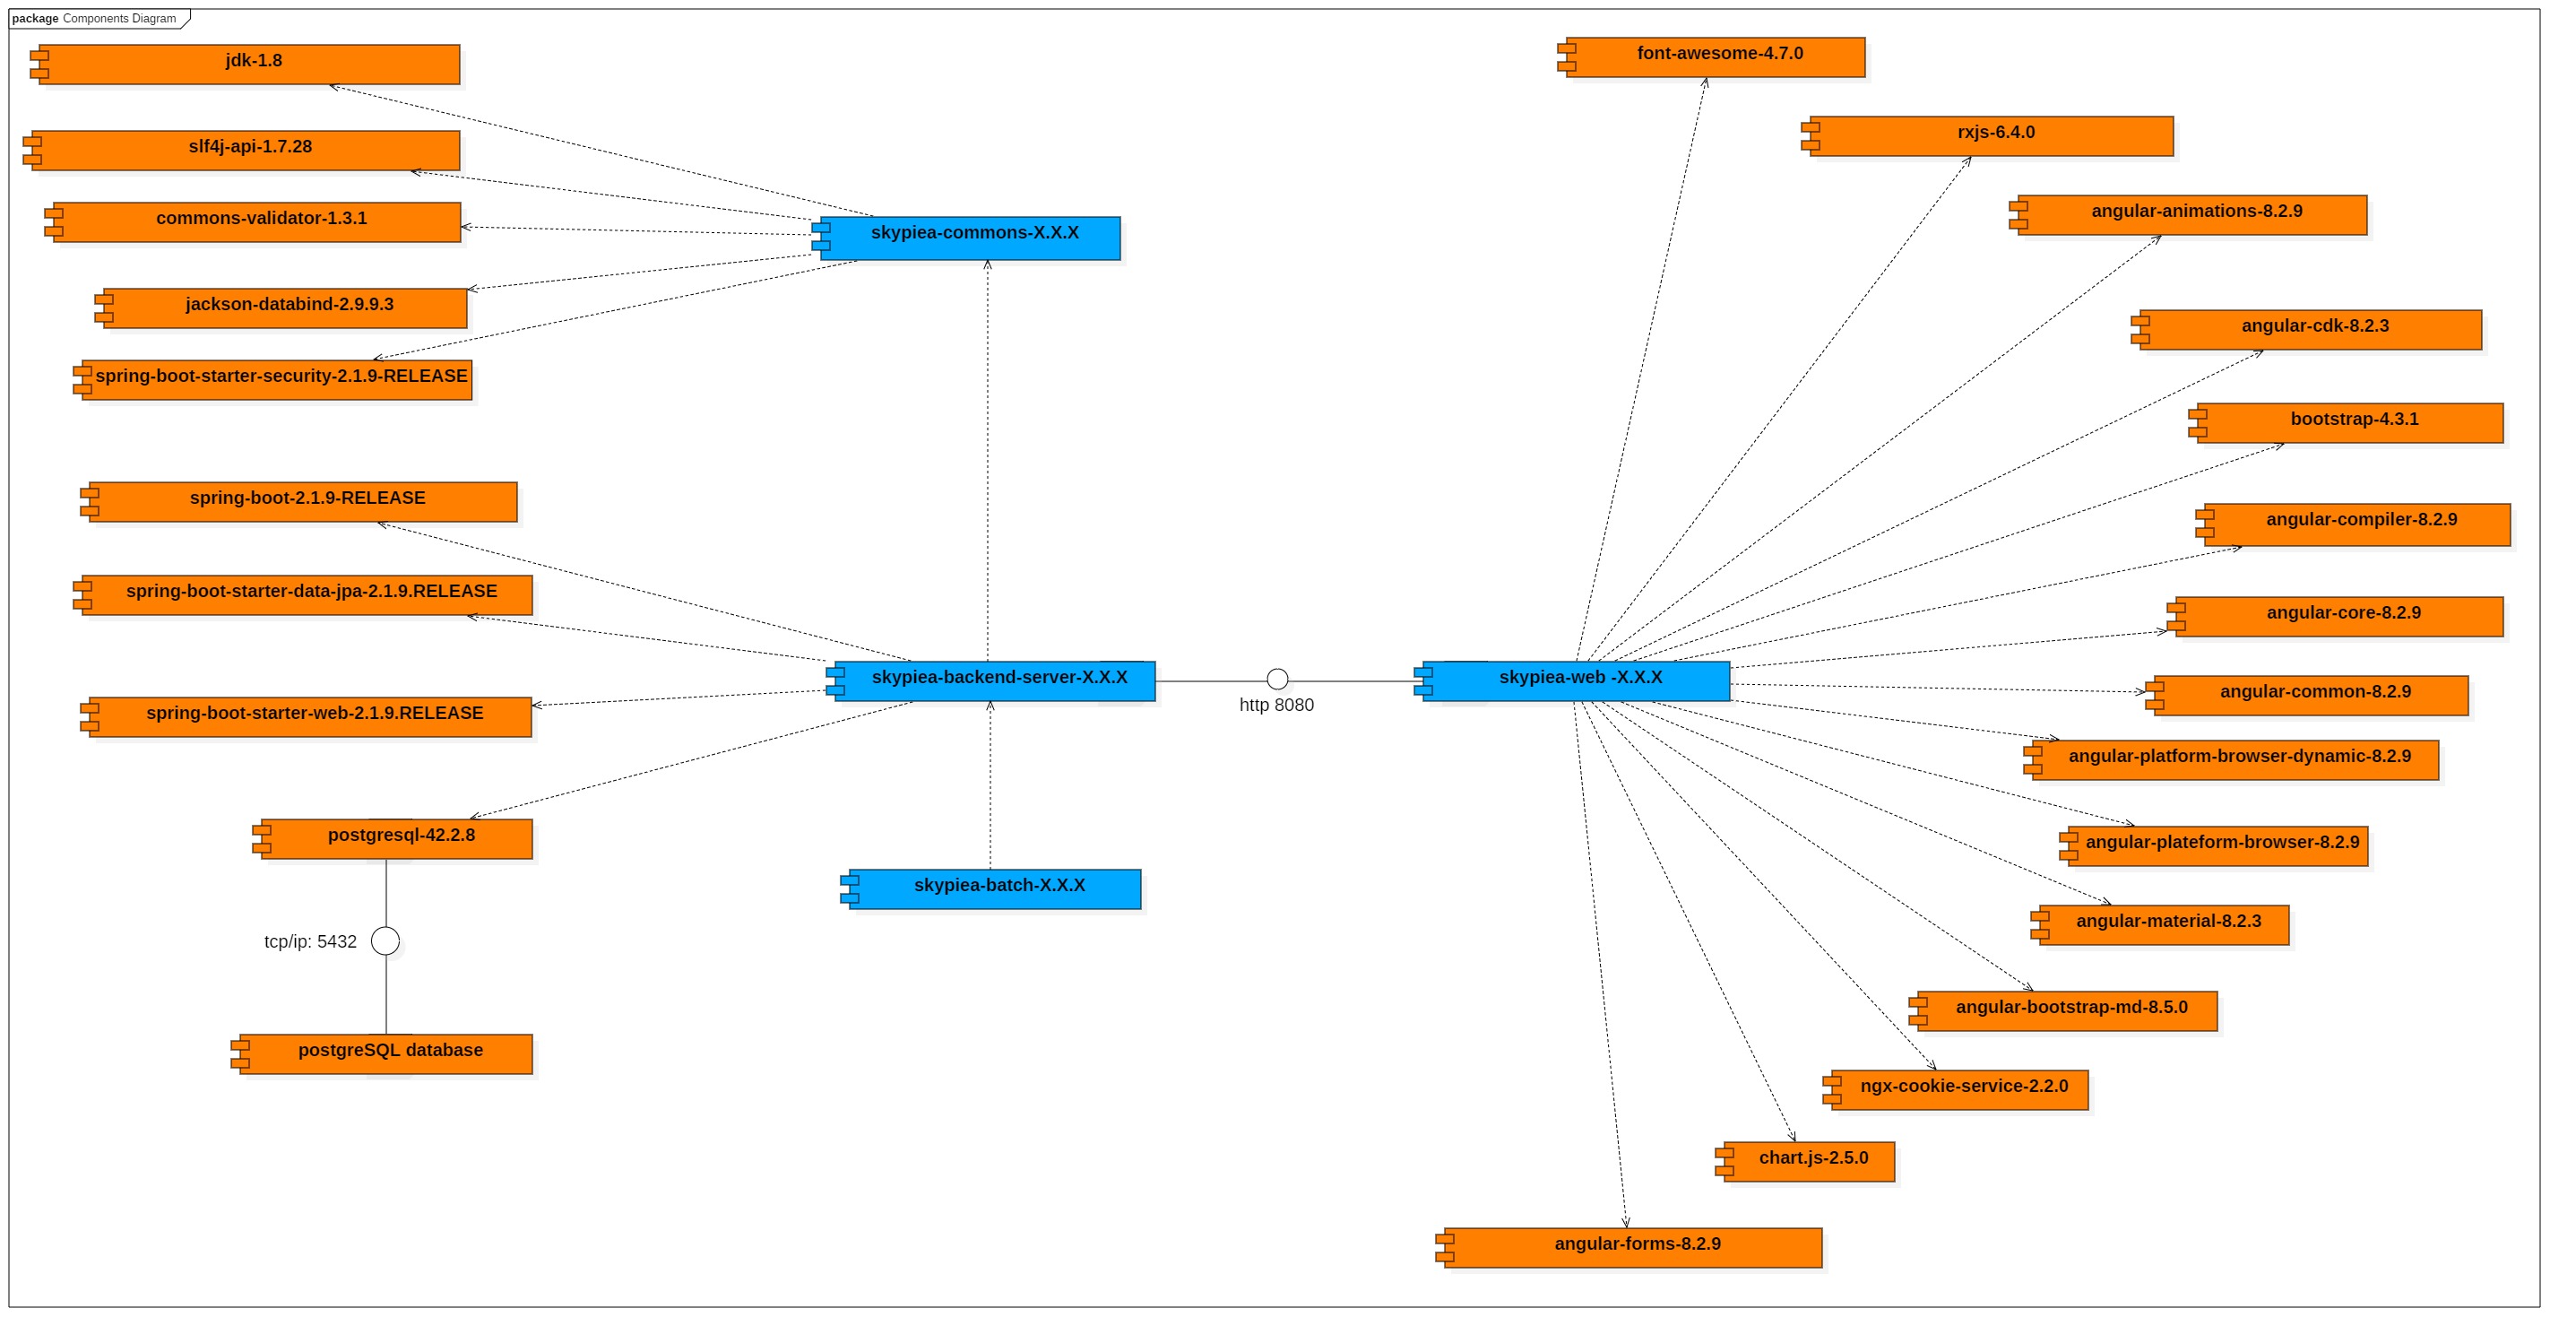 package Components Diagram
jdk-1.8
slf4j-api-1.7.28
commons-validator-1.3.1
jackson-databind-2.9.9.3
spring-boot-starter-security-2.1.9-RELEASE
skypiea-commons-X.X.X
spring-boot-2.1.9-RELEASE
spring-boot-starter-data-jpa-2.1.9.RELEASE
spring-boot-starter-web-2.1.9.RELEASE
skypiea-backend-server-X.X.X
postgresql-42.2.8
tcp/ip: 5432
postgreSQL database
skypiea-batch-X.X.X
http 8080
skypiea-web -X.X.X
font-awesome-4.7.0
rxjs-6.4.0
angular-animations-8.2.9
angular-cdk-8.2.3
bootstrap-4.3.1
angular-compiler-8.2.9
angular-core-8.2.9
angular-common-8.2.9
angular-platform-browser-dynamic-8.2.9
angular-plateform-browser-8.2.9
angular-material-8.2.3
angular-bootstrap-md-8.5.0
ngx-cookie-service-2.2.0
chart.js-2.5.0
angular-forms-8.2.9